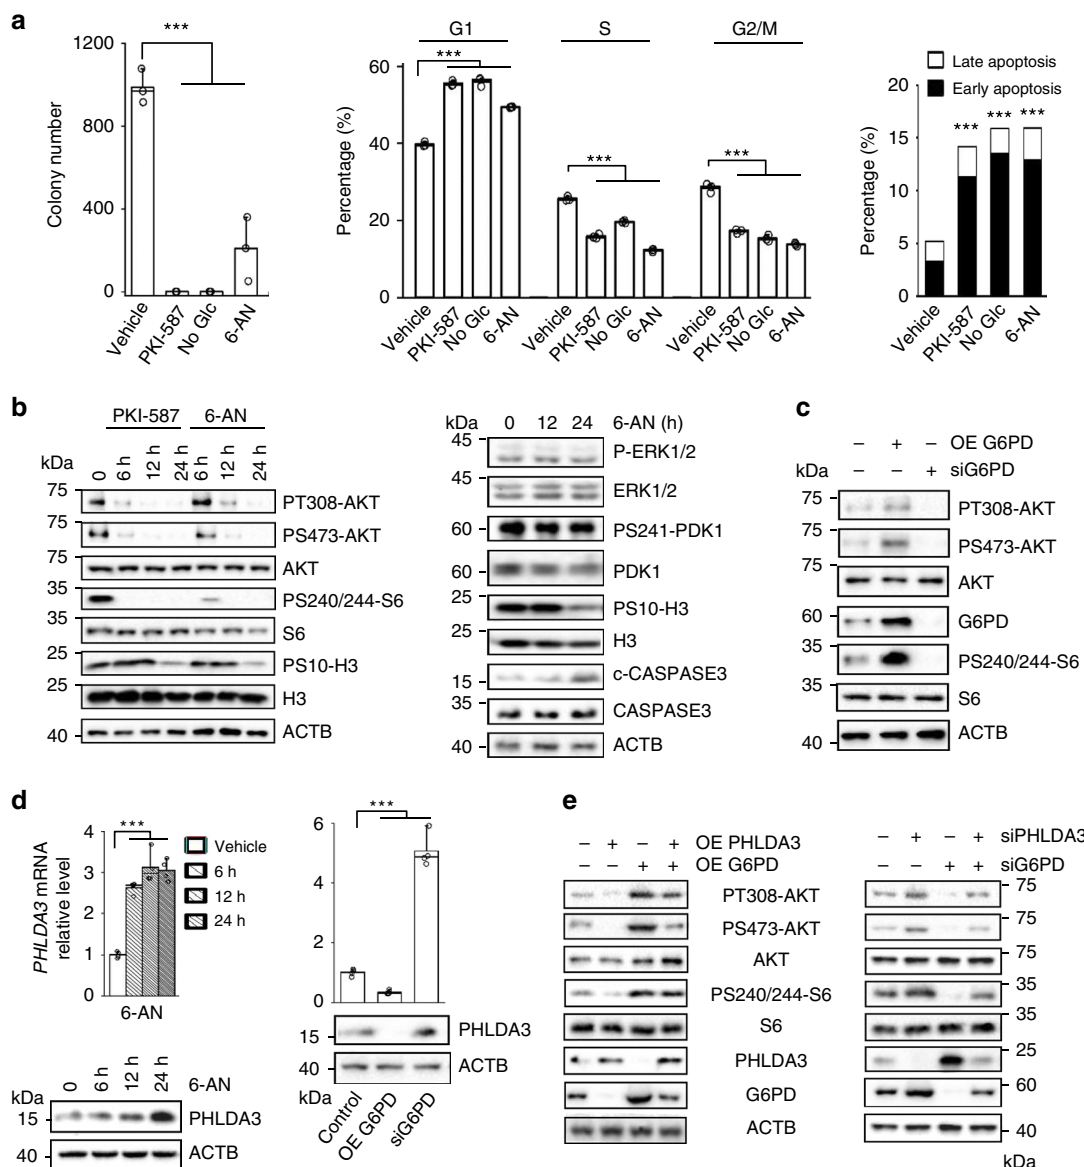 a
1200
800
400
0
Colony number
***
Vehicle
PKI-587
No Glc
6-AN
G1
S
G2/M
60
40
20
0
Percentage (%)
***
***
***
Vehicle
PKI-587
No Glc
6-AN
Vehicle
PKI-587
No Glc
6-AN
Vehicle
PKI-587
No Glc
6-AN
Late apoptosis
Early apoptosis
20
15
10
5
0
Percentage (%)
*** *** ***
Vehicle
PKI-587
No Glc
6-AN
b
PKI-587 6-AN
kDa
0 6 h 12 h 24 h 6 h 12 h 24 h
75 PT308-AKT
75 PS473-AKT
75 AKT
35 PS240/244-S6
35 S6
25 PS10-H3
25 H3
40 ACTB
kDa 0 12 24 6-AN (h)
45 P-ERK1/2
45 ERK1/2
60 PS241-PDK1
60 PDK1
25 PS10-H3
25 H3
15 c-CASPASE3
35 CASPASE3
40 ACTB
c
– + – OE G6PD
– – + siG6PD
kDa
75 PT308-AKT
75 PS473-AKT
75 AKT
60 G6PD
35 PS240/244-S6
35 S6
40 ACTB
d
PHLDA3 mRNA
relative level
4
3
2
1
0
***
Vehicle
6 h
12 h
24 h
6-AN
kDa 0 6 h 12 h 24 h 6-AN
15 PHLDA3
40 ACTB
6
4
2
0
***
15 PHLDA3
40 ACTB
kDa
Control
OE G6PD
siG6PD
e
– + – + OE PHLDA3
– – + + OE G6PD
– + – + siPHLDA3
– – + + siG6PD
PT308-AKT 75
PS473-AKT 75
AKT 75
PS240/244-S6 35
S6 35
PHLDA3 25
G6PD 60
ACTB 40
kDa